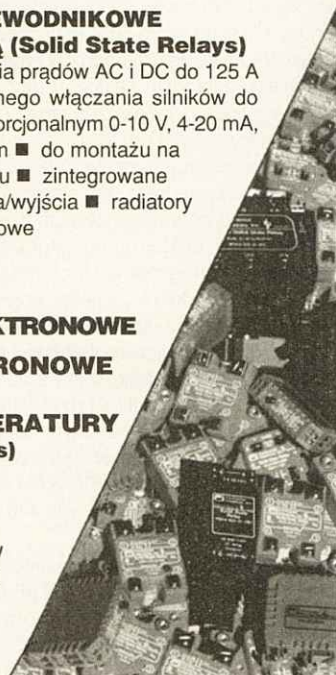 EWODNIKOWE
Ą (Solid State Relays)
ia prądów AC i DC do 125 A
nego włączania silników do
orcjonalnym 0-10 V, 4-20 mA,
m ■ do montażu na
u ■ zintegrowane
a/wyjścia ■ radiatory
owe
KTRONOWE
RONOWE
ERATURY
s)